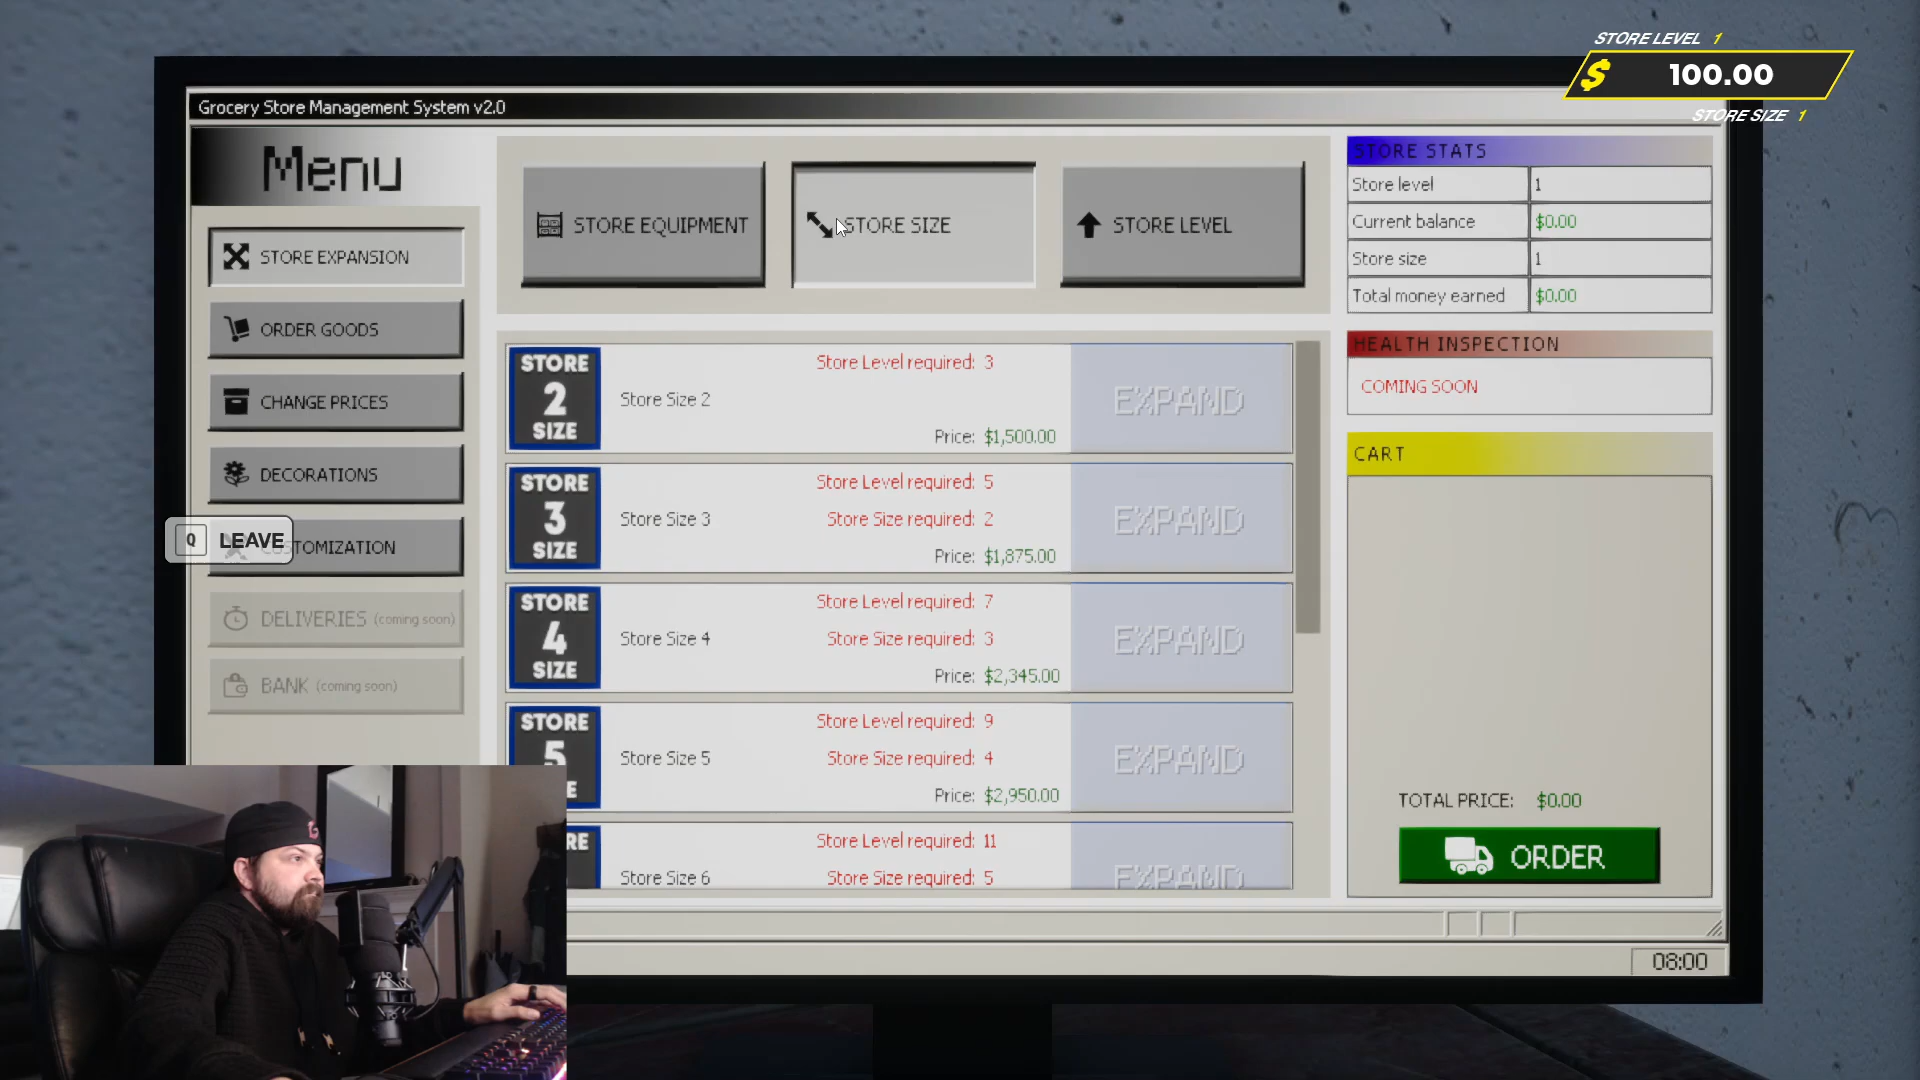 STORE LEVEL 1
$ 100.00
STORE SIZE 1
Grocery Store Management System v2.0
Menu
STORE EXPANSION
ORDER GOODS
CHANGE PRICES
DECORATIONS
Q LEAVE
CUSTOMIZATION
DELIVERIES (coming soon)
BANK (coming soon)
STORE EQUIPMENT
STORE SIZE
STORE LEVEL
STORE 2 SIZE
Store Size 2
Store Level required: 3
Price: $1,500.00
EXPAND
STORE 3 SIZE
Store Size 3
Store Level required: 5
Store Size required: 2
Price: $1,875.00
EXPAND
STORE 4 SIZE
Store Size 4
Store Level required: 7
Store Size required: 3
Price: $2,345.00
EXPAND
STORE 5
Store Size 5
Store Level required: 9
Store Size required: 4
Price: $2,950.00
EXPAND
Store Size 6
Store Level required: 11
Store Size required: 5
EXPAND
STORE STATS
Store level 1
Current balance $0.00
Store size 1
Total money earned $0.00
HEALTH INSPECTION
COMING SOON
CART
TOTAL PRICE: $0.00
ORDER
08:00